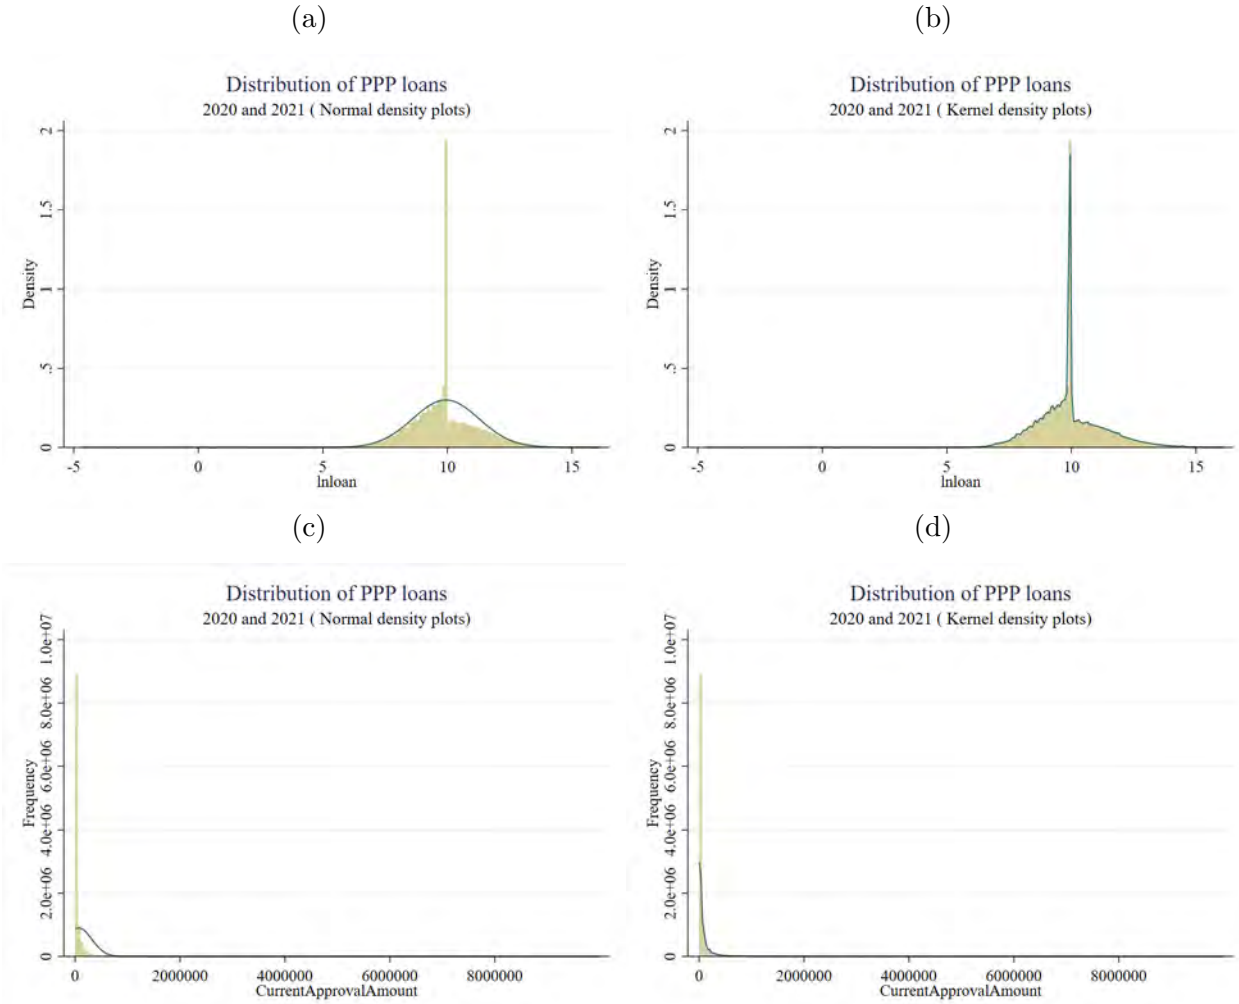 (a)
Distribution of PPP loans
2020 and 2021 ( Normal density plots)
Density
2
1.5
1
.5
0
-5 0 5 10 15
lnloan
(b)
Distribution of PPP loans
2020 and 2021 ( Kernel density plots)
Density
2
1.5
1
.5
0
-5 0 5 10 15
lnloan
(c)
Distribution of PPP loans
2020 and 2021 ( Normal density plots)
Frequency
1.0e+07
8.0e+06
6.0e+06
4.0e+06
2.0e+06
0
0 2000000 4000000 6000000 8000000
CurrentApprovalAmount
(d)
Distribution of PPP loans
2020 and 2021 ( Kernel density plots)
Frequency
1.0e+07
8.0e+06
6.0e+06
4.0e+06
2.0e+06
0
0 2000000 4000000 6000000 8000000
CurrentApprovalAmount